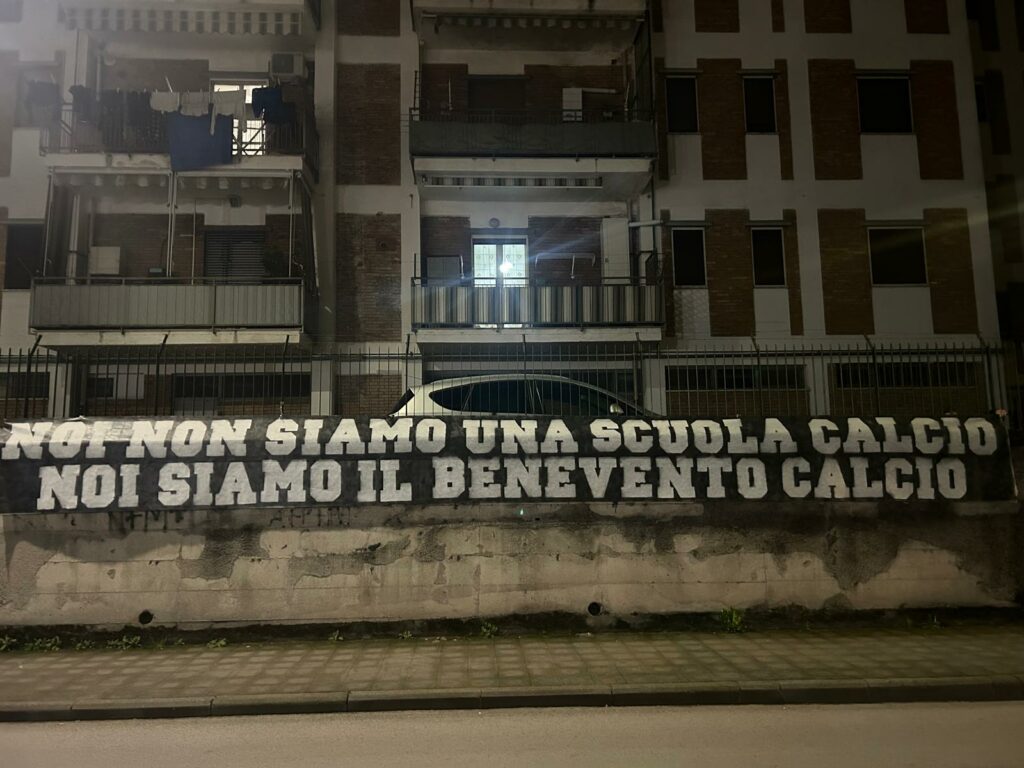 NOI NON SIAMO UNA SCUOLA CALCIO
NOI SIAMO IL BENEVENTO CALCIO